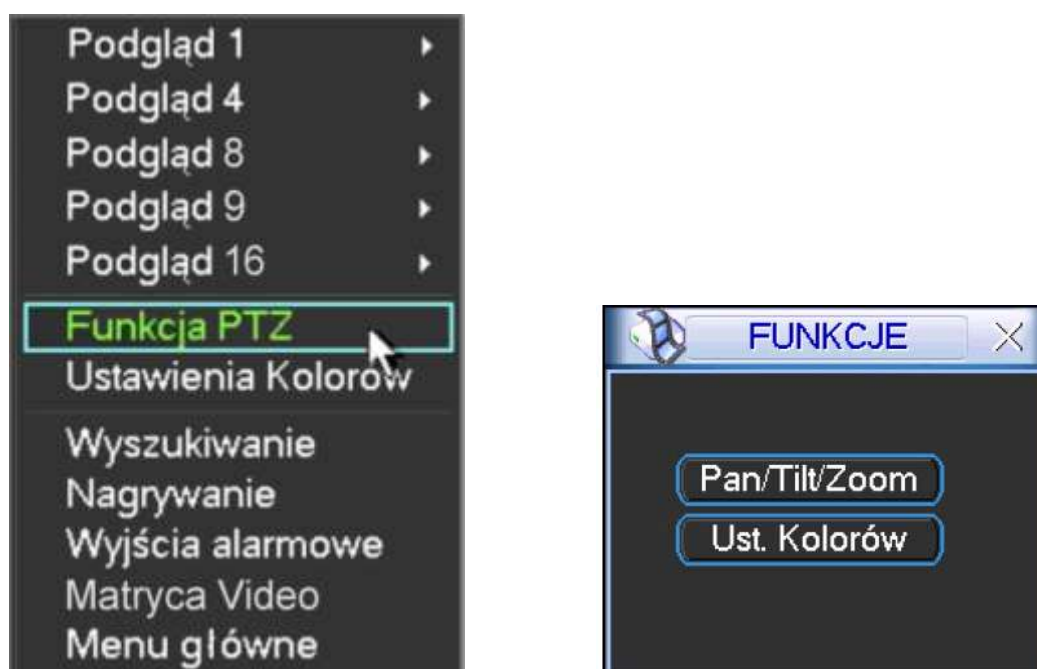 Podgląd 1
Podgląd 4
Podgląd 8
Podgląd 9
Podgląd 16
Funkcja PTZ
Ustawienia Kolorów
Wyszukiwanie
Nagrywanie
Wyjścia alarmowe
Matryca Video
Menu główne
FUNKCJE
Pan/Tilt/Zoom
Ust. Kolorów